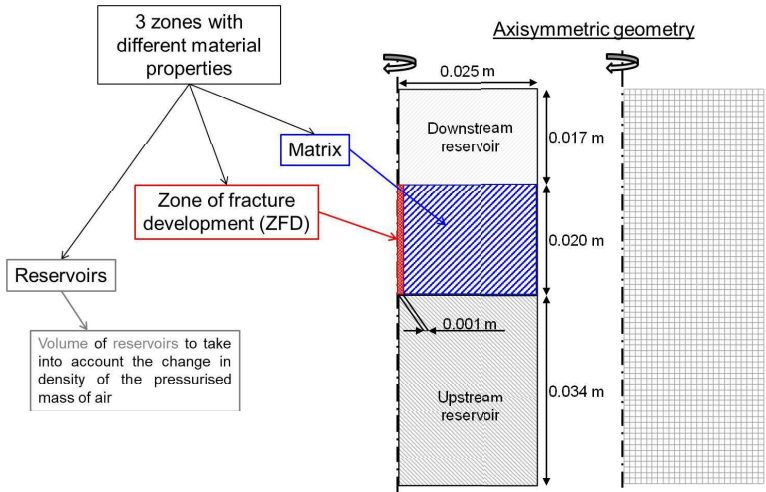 3 zones with
different material
properties
Matrix
Zone of fracture
development (ZFD)
Reservoirs
Volume of reservoirs to take
into account the change in
density of the pressurised
mass of air
Axisymmetric geometry
0.025 m
Downstream
reservoir
0.017 m
0.020 m
0.001 m
Upstream
reservoir
0.034 m